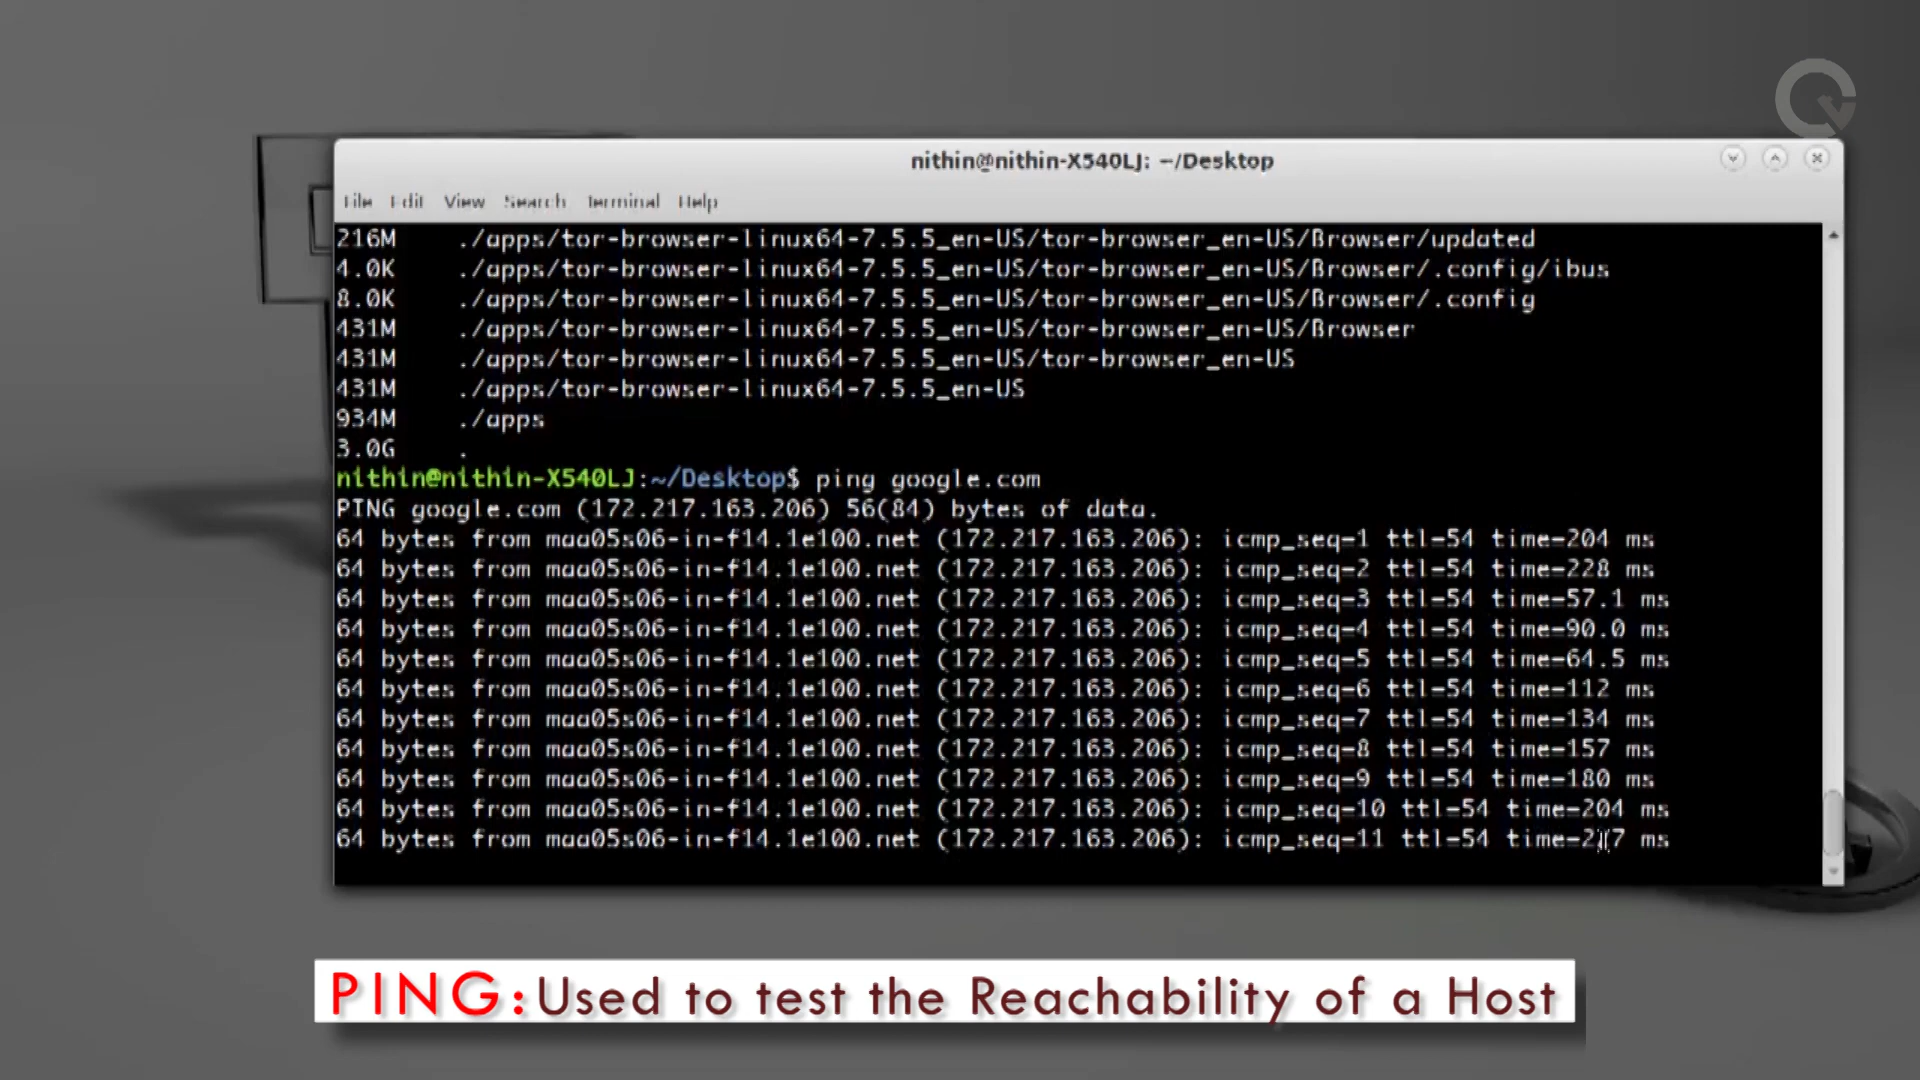 nithin@nithin-X540LJ: ~/Desktop
File Edit View Search Terminal Help
216M ./apps/tor-browser-linux64-7.5.5_en-US/tor-browser_en-US/Browser/updated
4.0K ./apps/tor-browser-linux64-7.5.5_en-US/tor-browser_en-US/Browser/.config/ibus
8.0K ./apps/tor-browser-linux64-7.5.5_en-US/tor-browser_en-US/Browser/.config
431M ./apps/tor-browser-linux64-7.5.5_en-US/tor-browser_en-US/Browser
431M ./apps/tor-browser-linux64-7.5.5_en-US/tor-browser_en-US
431M ./apps/tor-browser-linux64-7.5.5_en-US
934M ./apps
3.0G .
nithin@nithin-X540LJ:~/Desktop$ ping google.com
PING google.com (172.217.163.206) 56(84) bytes of data.
64 bytes from maa05s06-in-f14.1e100.net (172.217.163.206): icmp_seq=1 ttl=54 time=204 ms
64 bytes from maa05s06-in-f14.1e100.net (172.217.163.206): icmp_seq=2 ttl=54 time=228 ms
64 bytes from maa05s06-in-f14.1e100.net (172.217.163.206): icmp_seq=3 ttl=54 time=57.1 ms
64 bytes from maa05s06-in-f14.1e100.net (172.217.163.206): icmp_seq=4 ttl=54 time=90.0 ms
64 bytes from maa05s06-in-f14.1e100.net (172.217.163.206): icmp_seq=5 ttl=54 time=64.5 ms
64 bytes from maa05s06-in-f14.1e100.net (172.217.163.206): icmp_seq=6 ttl=54 time=112 ms
64 bytes from maa05s06-in-f14.1e100.net (172.217.163.206): icmp_seq=7 ttl=54 time=134 ms
64 bytes from maa05s06-in-f14.1e100.net (172.217.163.206): icmp_seq=8 ttl=54 time=157 ms
64 bytes from maa05s06-in-f14.1e100.net (172.217.163.206): icmp_seq=9 ttl=54 time=180 ms
64 bytes from maa05s06-in-f14.1e100.net (172.217.163.206): icmp_seq=10 ttl=54 time=204 ms
64 bytes from maa05s06-in-f14.1e100.net (172.217.163.206): icmp_seq=11 ttl=54 ms
PING: Used to test the Reachability of a Host